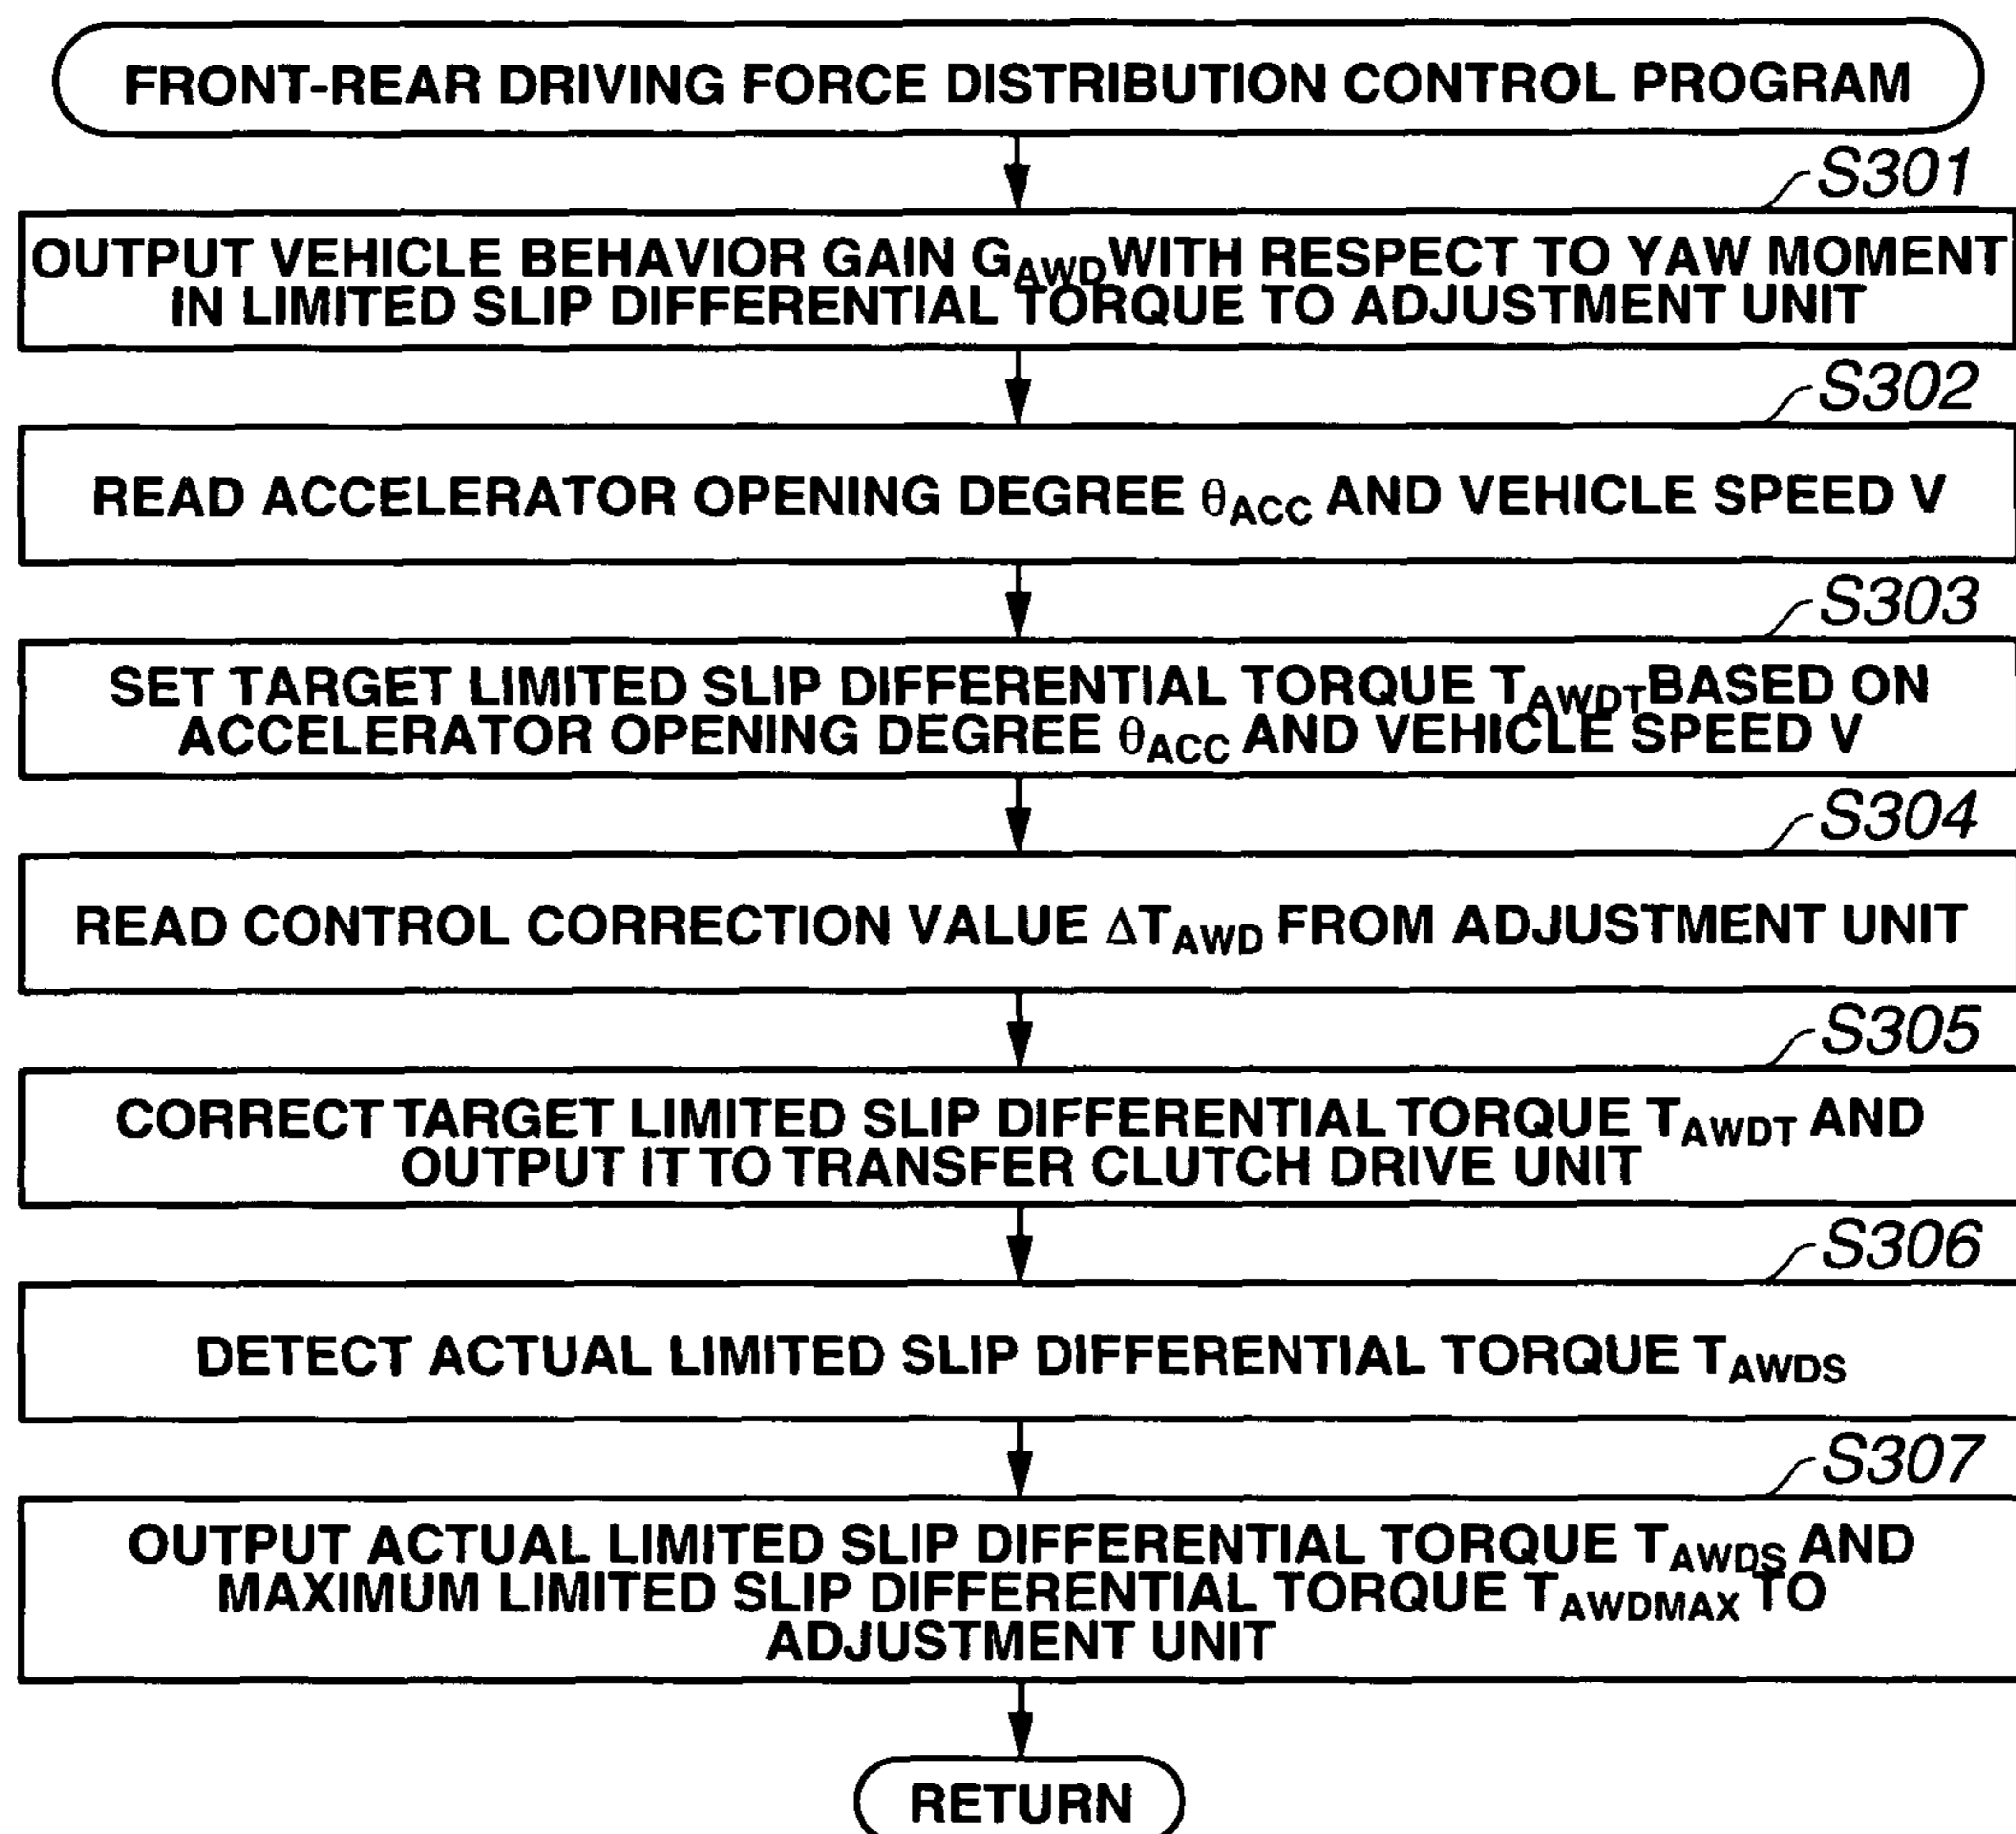 FRONT-REAR DRIVING FORCE DISTRIBUTION CONTROL PROGRAM
S301
OUTPUT VEHICLE BEHAVIOR GAIN GAWD WITH RESPECT TO YAW MOMENT
IN LIMITED SLIP DIFFERENTIAL TORQUE TO ADJUSTMENT UNIT
S302
READ ACCELERATOR OPENING DEGREE θACC AND VEHICLE SPEED V
S303
SET TARGET LIMITED SLIP DIFFERENTIAL TORQUE TAWDT BASED ON
ACCELERATOR OPENING DEGREE θACC AND VEHICLE SPEED V
S304
READ CONTROL CORRECTION VALUE ΔTAWD FROM ADJUSTMENT UNIT
S305
CORRECT TARGET LIMITED SLIP DIFFERENTIAL TORQUE TAWDT AND
OUTPUT IT TO TRANSFER CLUTCH DRIVE UNIT
S306
DETECT ACTUAL LIMITED SLIP DIFFERENTIAL TORQUE TAWDS
S307
OUTPUT ACTUAL LIMITED SLIP DIFFERENTIAL TORQUE TAWDS AND
MAXIMUM LIMITED SLIP DIFFERENTIAL TORQUE TAWDMAX TO
ADJUSTMENT UNIT
RETURN